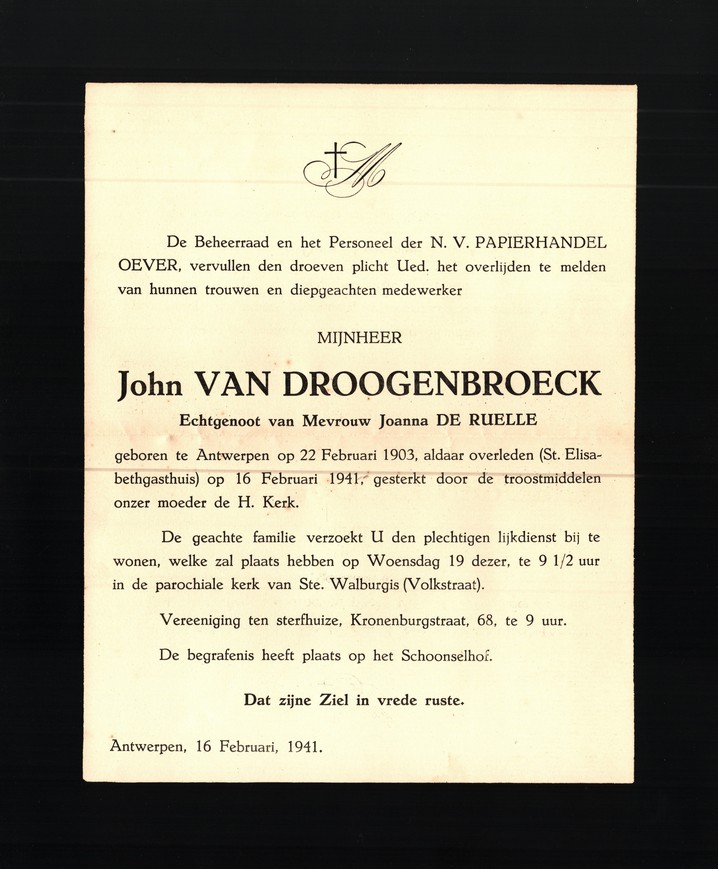 †M
De Beheerraad en het Personeel der N. V. PAPIERHANDEL
OEVER, vervullen den droeven plicht Ued. het overlijden te melden
van hunnen trouwen en diepgeachten medewerker
MIJNHEER
John VAN DROOGENBROECK
Echtgenoot van Mevrouw Joanna DE RUELLE
geboren te Antwerpen op 22 Februari 1903, aldaar overleden (St. Elisa-
bethgasthuis) op 16 Februari 1941, gesterkt door de troostmiddelen
onzer moeder de H. Kerk.
De geachte familie verzoekt U den plechtigen lijkdienst bij te
wonen, welke zal plaats hebben op Woensdag 19 dezer, te 9 1/2 uur
in de parochiale kerk van Ste. Walburgis (Volkstraat).
Vereeniging ten sterfhuize, Kronenburgstraat, 68, te 9 uur.
De begrafenis heeft plaats op het Schoonselhof.
Dat zijne Ziel in vrede ruste.
Antwerpen, 16 Februari, 1941.